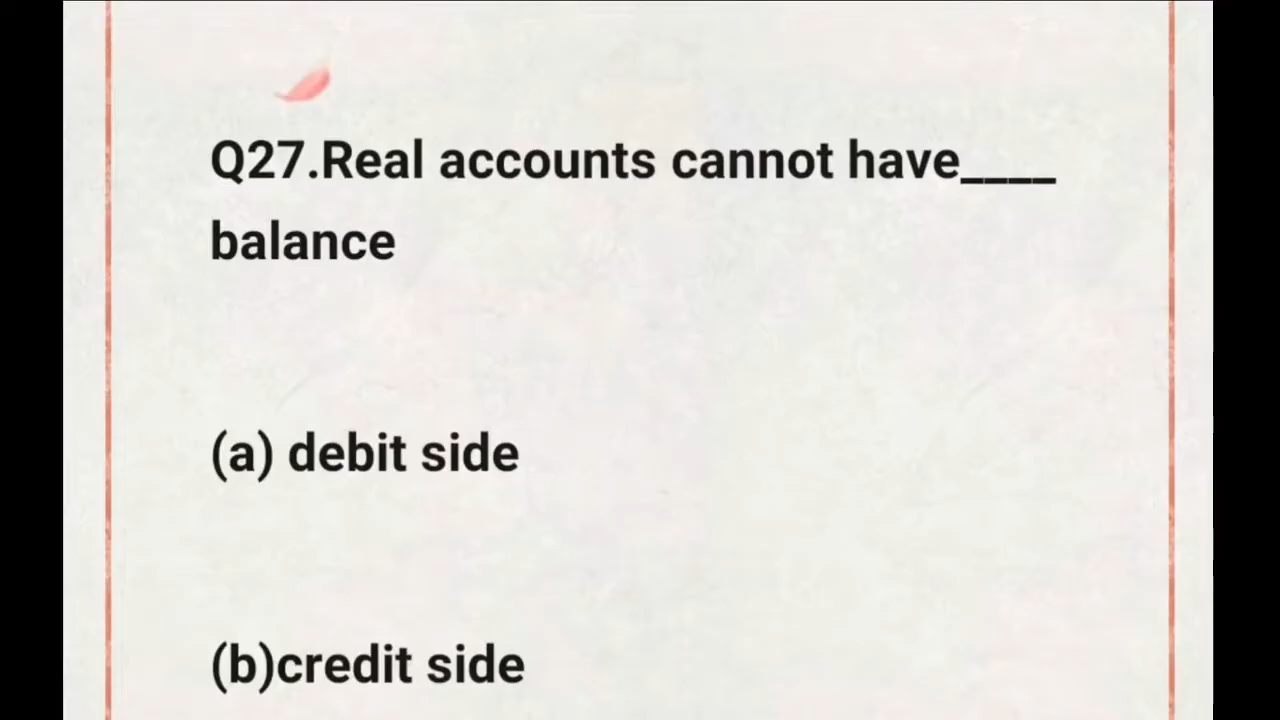 Q27.Real accounts cannot have____
balance
(a) debit side
(b)credit side